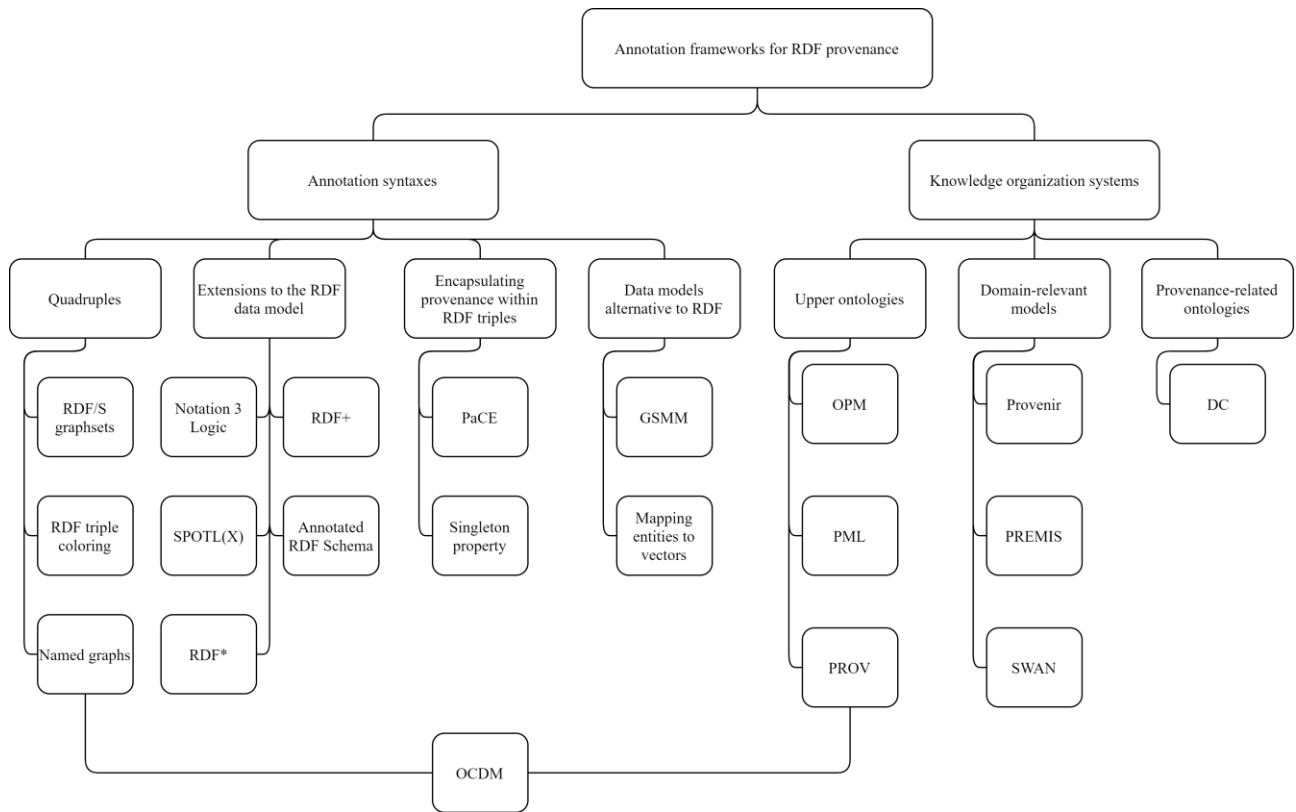 Annotation frameworks for RDF provenance
Annotation syntaxes
Knowledge organization systems
Quadruples
Extensions to the RDF
data model
Encapsulating
provenance within
RDF triples
Data models
alternative to RDF
Upper ontologies
Domain-relevant
models
Provenance-related
ontologies
RDF/S
graphsets
Notation 3
Logic
RDF+
PaCE
GSMM
OPM
Provenir
DC
RDF triple
coloring
SPOTL(X)
Annotated
RDF Schema
Singleton
property
Mapping
entities to
vectors
PML
PREMIS
Named graphs
RDF*
PROV
SWAN
OCDM